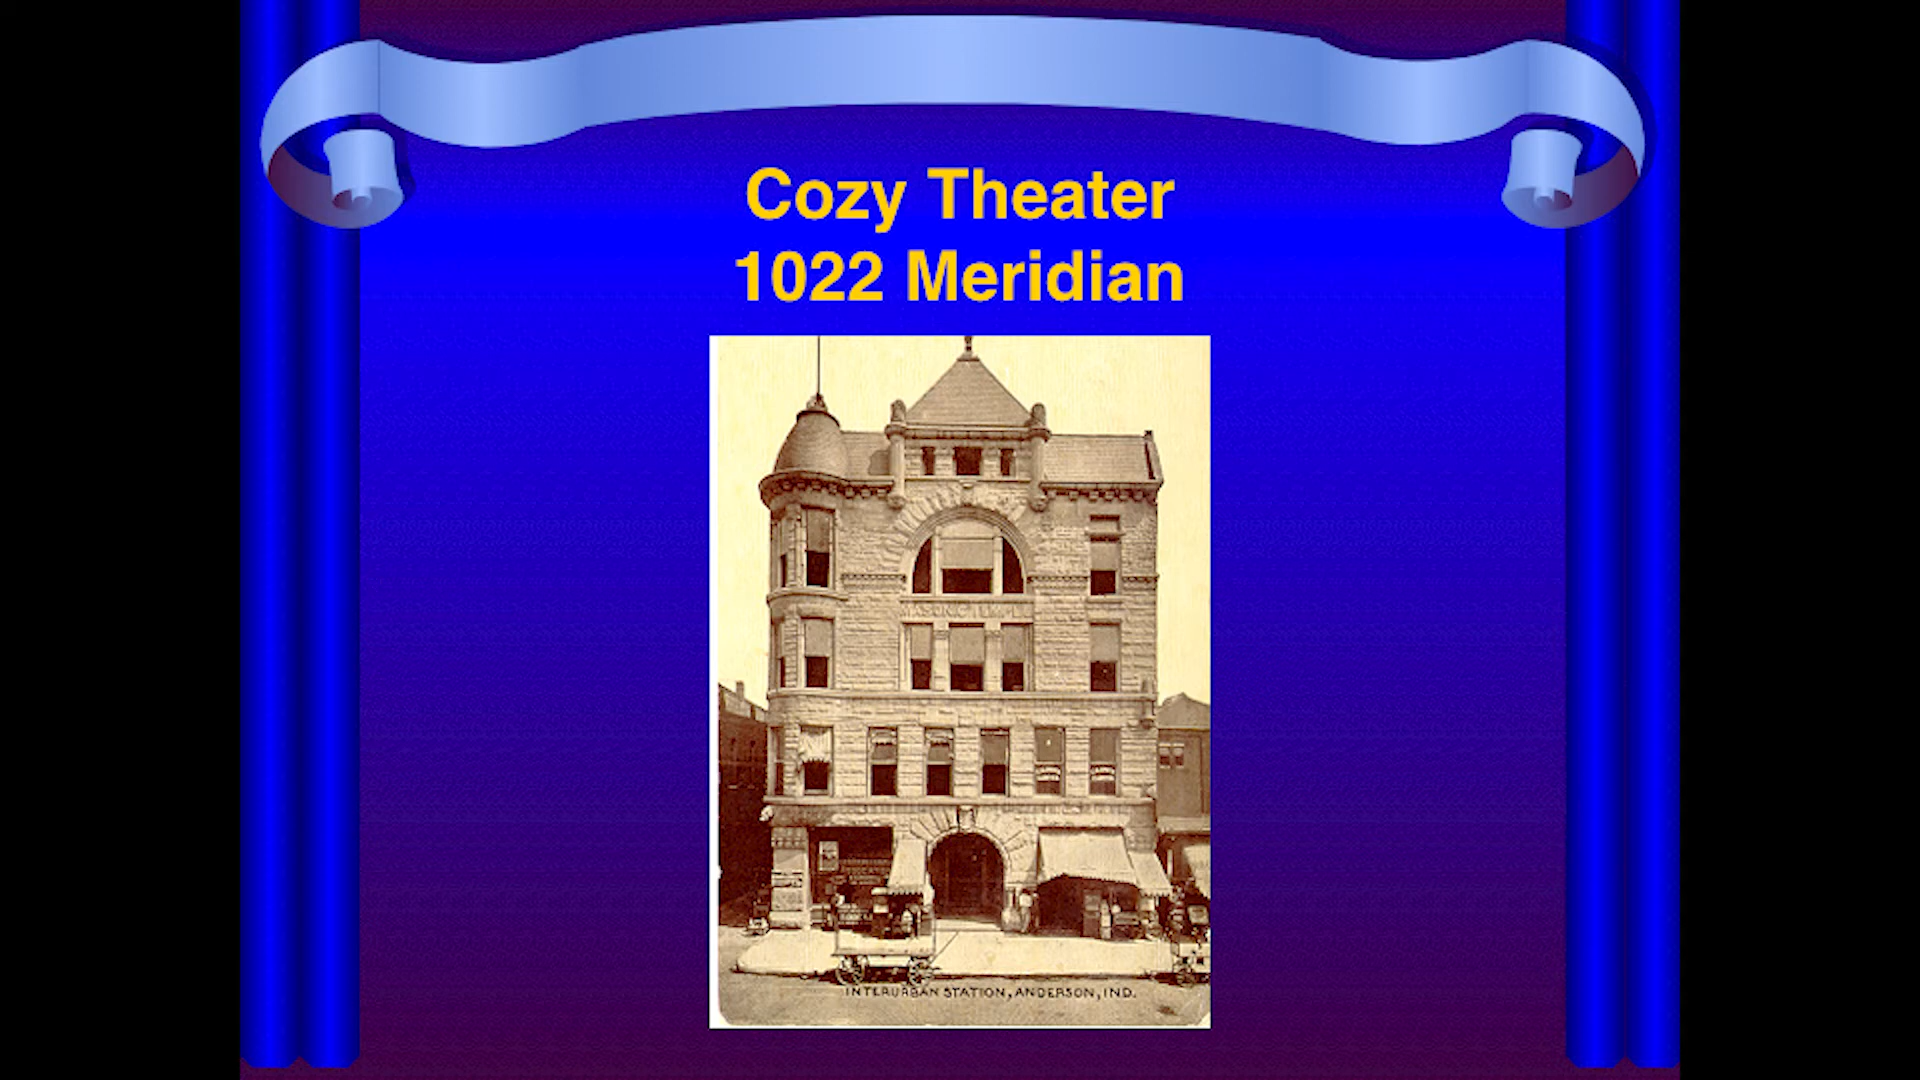 Cozy Theater
1022 Meridian
MASONIC TEMPLE
INTERURBAN STATION, ANDERSON, IND.